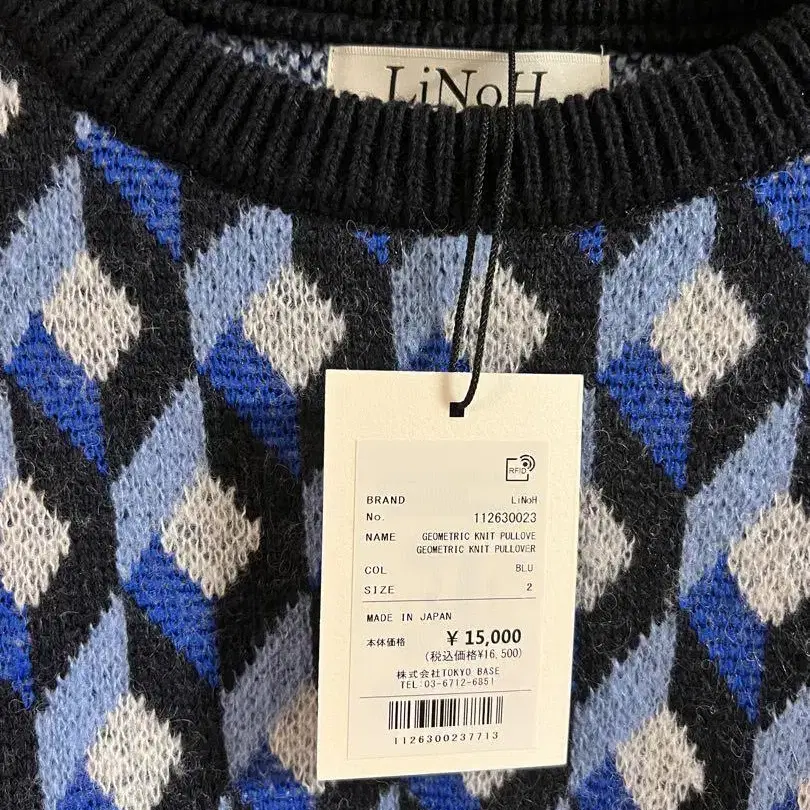 LiNoH
RFID
BRAND LiNoH
No. 112630023
NAME GEOMETRIC KNIT PULLOVE
GEOMETRIC KNIT PULLOVER
COL BLU
SIZE 2
MADE IN JAPAN
本体価格 ¥ 15,000
(税込価格¥16,500)
株式会社TOKYO BASE
TEL:03-6712-6851
1126300237713